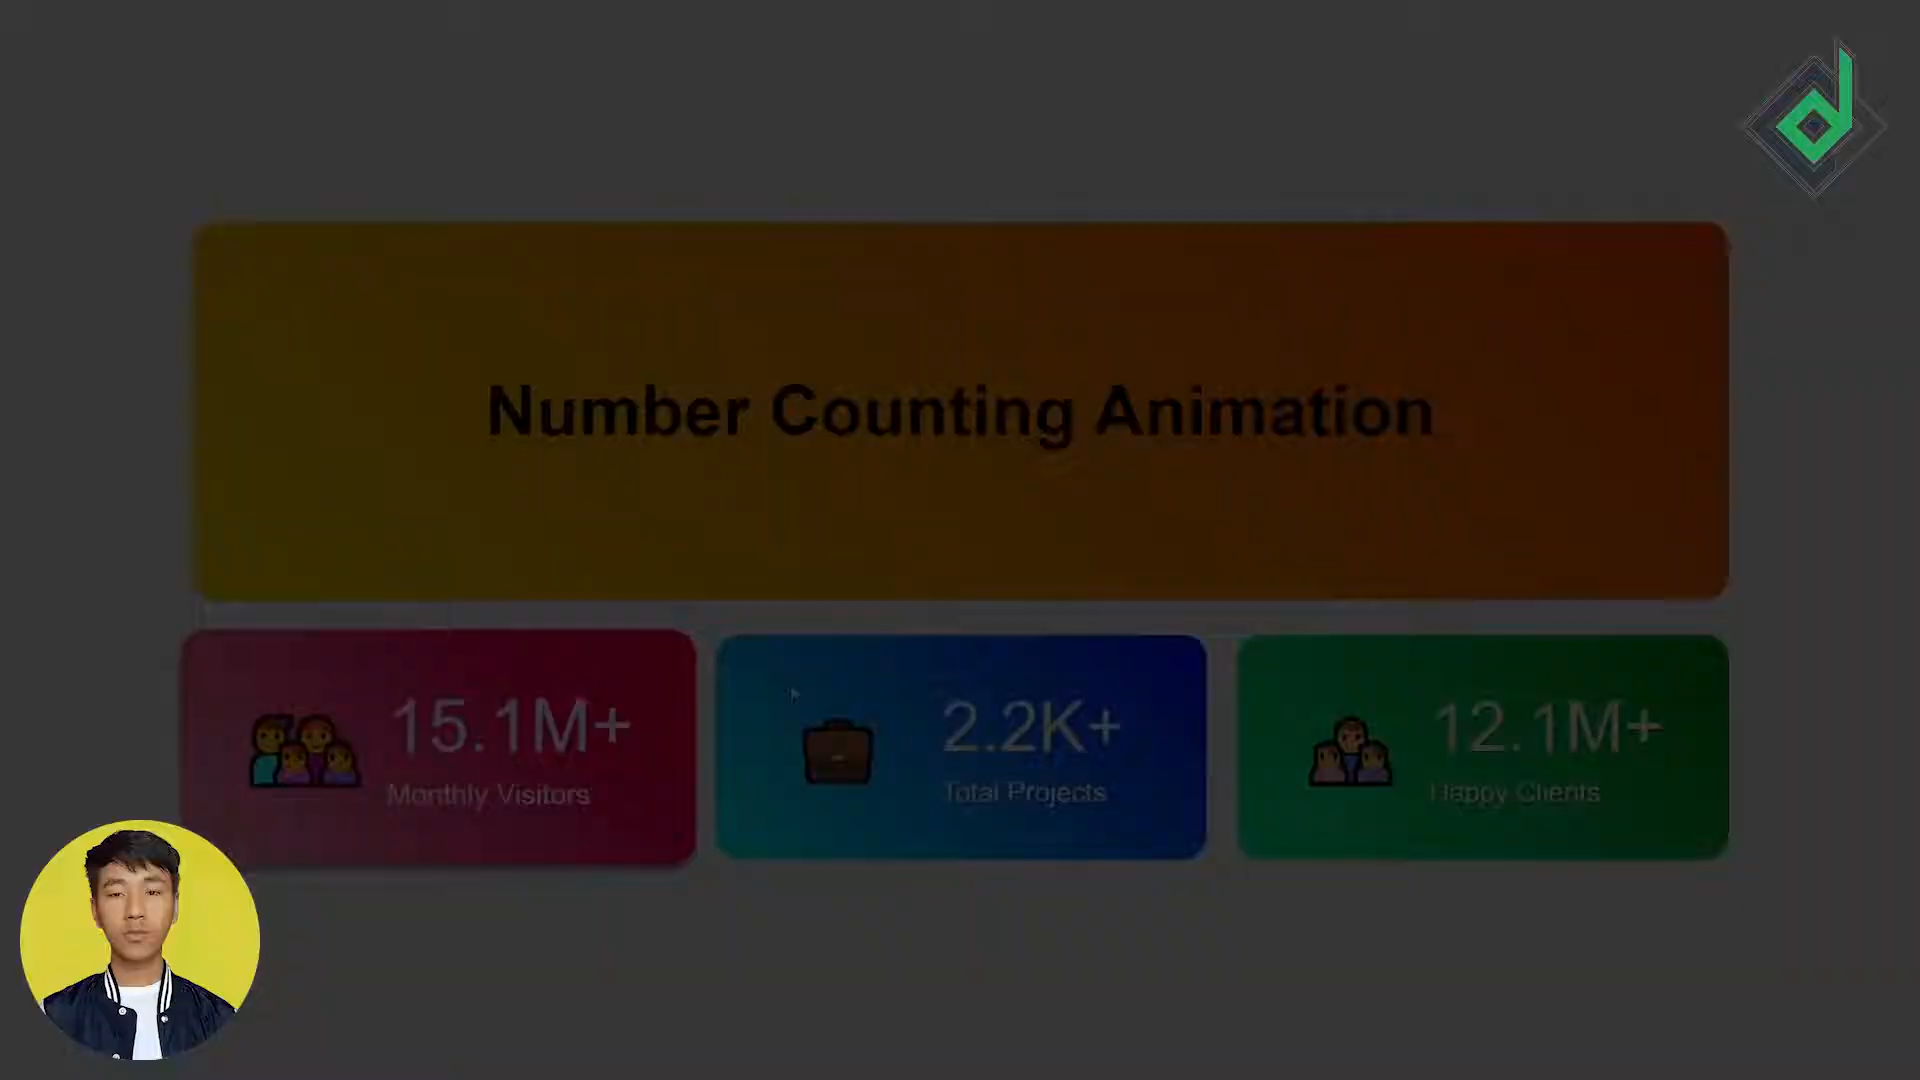 Number Counting Animation
15.1M+
Monthly Visitors
2.2K+
Total Projects
12.1M+
Happy Clients